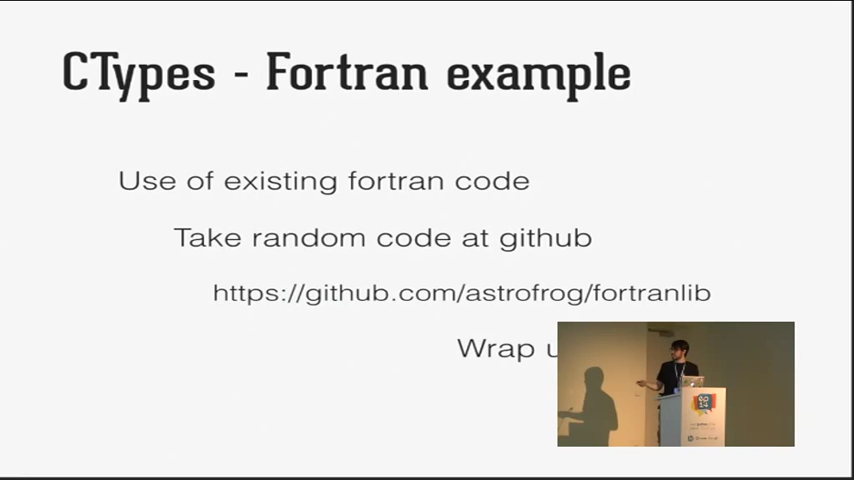 CTypes - Fortran example
Use of existing fortran code
Take random code at github
https://github.com/astrofrog/fortranlib
Wrap